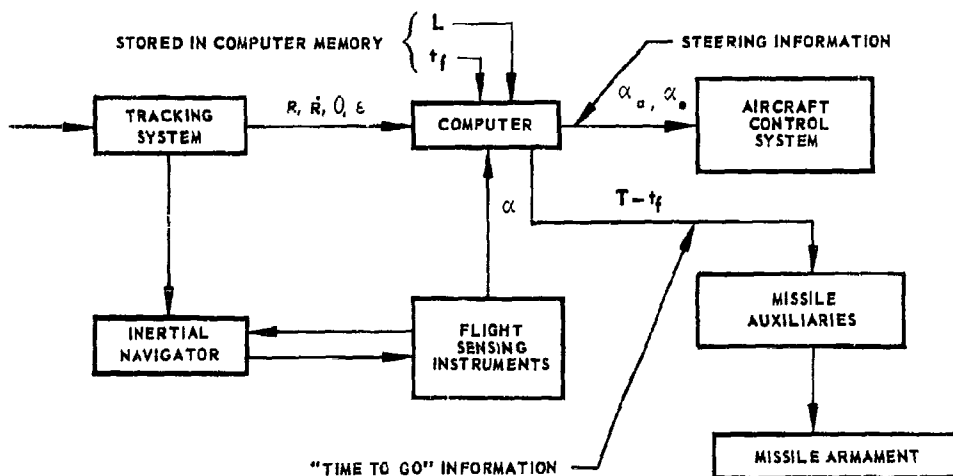 STORED IN COMPUTER MEMORY { L
t_f
STEERING INFORMATION
TRACKING
SYSTEM
R, Ṙ, O, ε
COMPUTER
α_a, α_e
AIRCRAFT
CONTROL
SYSTEM
α
T – t_f
INERTIAL
NAVIGATOR
FLIGHT
SENSING
INSTRUMENTS
MISSILE
AUXILIARIES
"TIME TO GO" INFORMATION
MISSILE ARMAMENT